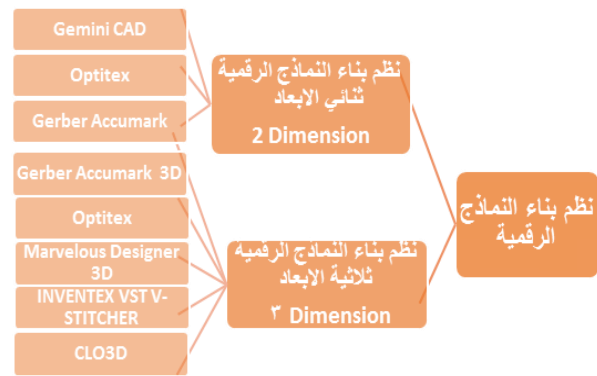 نظم بناء النماذج
الرقمية
نظم بناء النماذج الرقمية
ثنائي الابعاد
2 Dimension
Gemini CAD
Optitex
Gerber Accumark
نظم بناء النماذج الرقميه
ثلاثية الابعاد
٣ Dimension
Gerber Accumark 3D
Optitex
Marvelous Designer
3D
INVENTEX VST V-
STITCHER
CLO3D